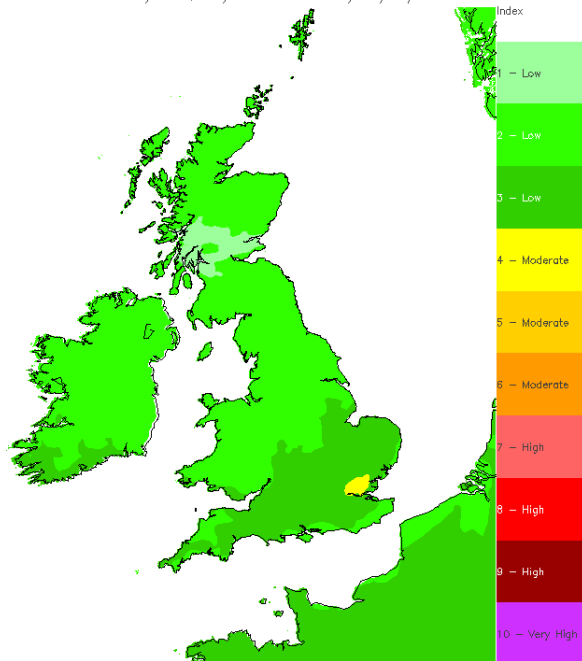 Index
1 – Low
2 – Low
3 – Low
4 – Moderate
5 – Moderate
6 – Moderate
7 – High
8 – High
9 – High
10 – Very High